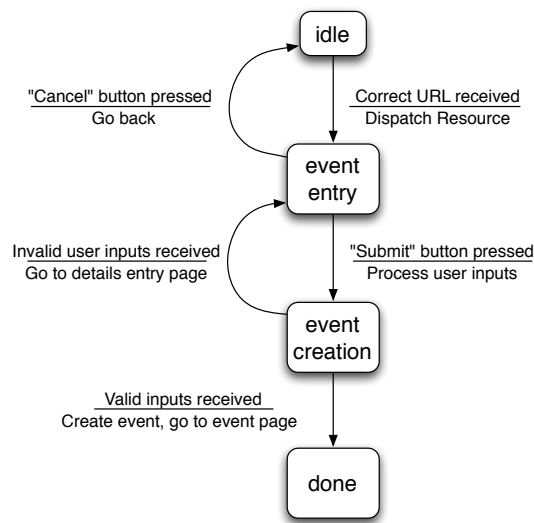 idle
"Cancel" button pressed
Go back
Correct URL received
Dispatch Resource
event
entry
Invalid user inputs received
Go to details entry page
"Submit" button pressed
Process user inputs
event
creation
Valid inputs received
Create event, go to event page
done